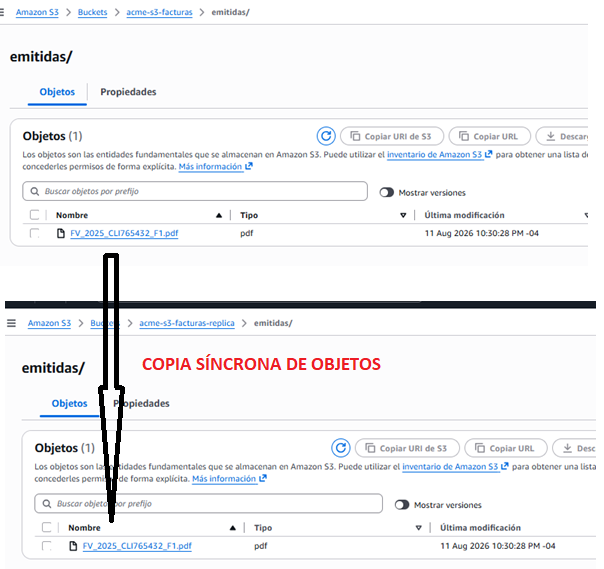 Amazon S3 > Buckets > acme-s3-facturas > emitidas/
emitidas/
Objetos Propiedades
Objetos (1) Copiar URI de S3 Copiar URL Descar
Los objetos son las entidades fundamentales que se almacenan en Amazon S3. Puede utilizar el inventario de Amazon S3 para obtener una lista de
concederles permisos de forma explícita. Más información
Buscar objetos por prefijo Mostrar versiones
Nombre Tipo Última modificación
FV_2025_CLI765432_F1.pdf pdf 11 Aug 2026 10:30:28 PM -04
Amazon S3 > Buckets > acme-s3-facturas-replica > emitidas/
emitidas/
COPIA SÍNCRONA DE OBJETOS
Objetos Propiedades
Objetos (1) Copiar URI de S3 Copiar URL Desc
Los objetos son las entidades fundamentales que se almacenan en Amazon S3. Puede utilizar el inventario de Amazon S3 para obtener una list
concederles permisos de forma explícita. Más información
Buscar objetos por prefijo Mostrar versiones
Nombre Tipo Última modificación
FV_2025_CLI765432_F1.pdf pdf 11 Aug 2026 10:30:28 PM -04